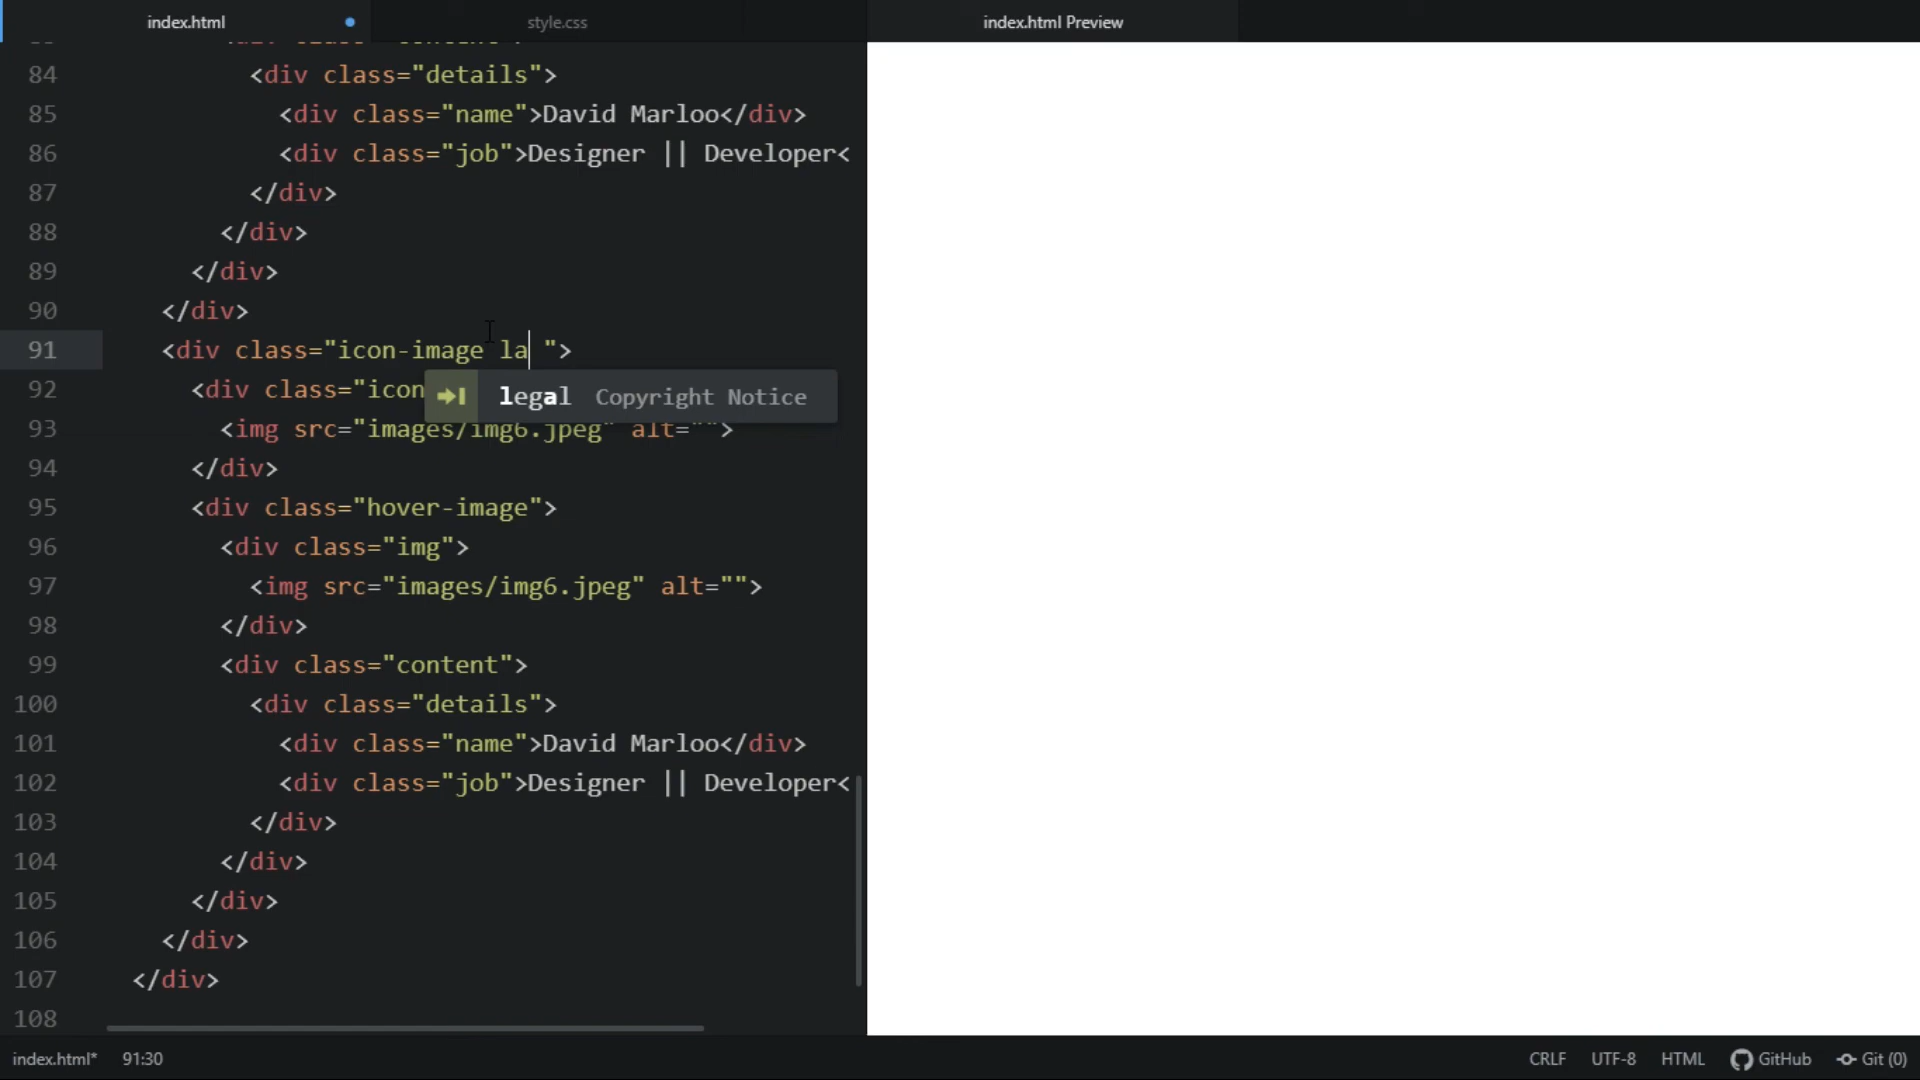 index.html
style.css
index.html Preview
84 <div class="details">
85 <div class="name">David Marloo</div>
86 <div class="job">Designer || Developer<
87 </div>
88 </div>
89 </div>
90 </div>
91 <div class="icon-image la ">
legal Copyright Notice
92 <div class="icon
93 <img src="images/img6.jpeg" alt="">
94 </div>
95 <div class="hover-image">
96 <div class="img">
97 <img src="images/img6.jpeg" alt="">
98 </div>
99 <div class="content">
100 <div class="details">
101 <div class="name">David Marloo</div>
102 <div class="job">Designer || Developer<
103 </div>
104 </div>
105 </div>
106 </div>
107 </div>
108
index.html* 91:30 CRLF UTF-8 HTML GitHub Git (0)